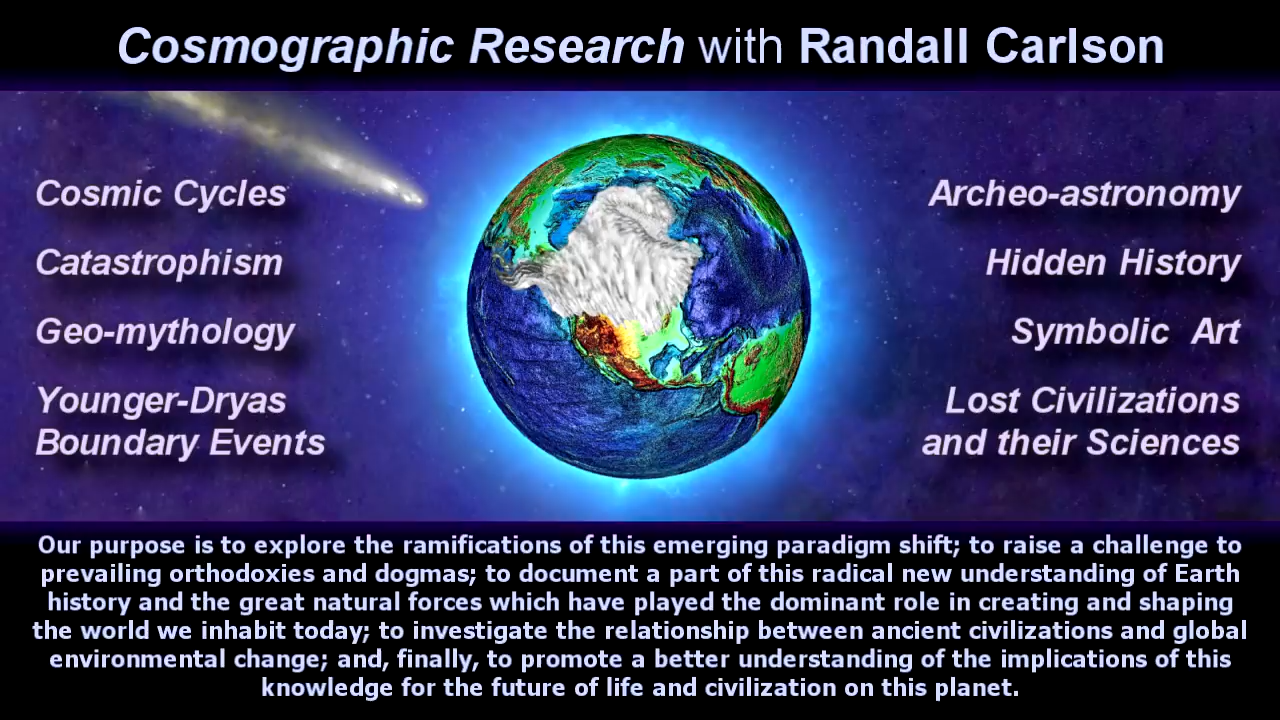 Cosmographic Research with Randall Carlson
Cosmic Cycles
Catastrophism
Geo-mythology
Younger-Dryas
Boundary Events
Archeo-astronomy
Hidden History
Symbolic Art
Lost Civilizations
and their Sciences
Our purpose is to explore the ramifications of this emerging paradigm shift; to raise a challenge to
prevailing orthodoxies and dogmas; to document a part of this radical new understanding of Earth
history and the great natural forces which have played the dominant role in creating and shaping
the world we inhabit today; to investigate the relationship between ancient civilizations and global
environmental change; and, finally, to promote a better understanding of the implications of this
knowledge for the future of life and civilization on this planet.